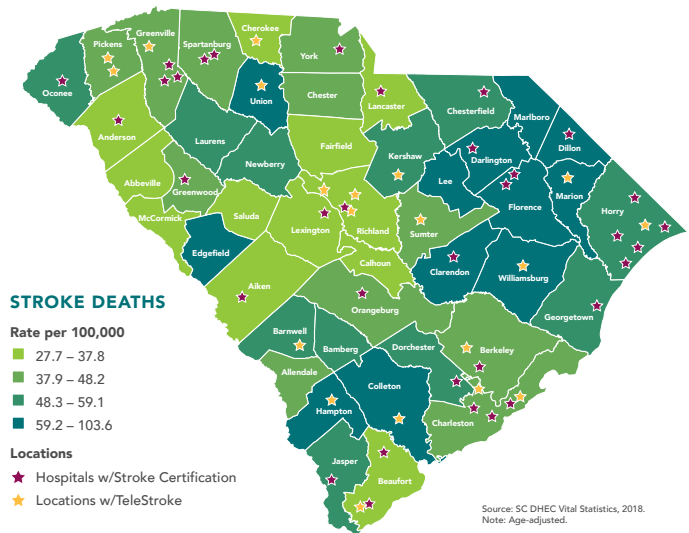 Cherokee
Greenville
Pickens
Spartanburg
York
Oconee
Union
Chester
Lancaster
Chesterfield
Marlboro
Anderson
Laurens
Fairfield
Kershaw
Darlington
Dillon
Newberry
Abbeville
Greenwood
Lee
Florence
Marion
Horry
McCormick
Saluda
Lexington
Richland
Sumter
Edgefield
Calhoun
Clarendon
Williamsburg
Aiken
STROKE DEATHS
Orangeburg
Georgetown
Rate per 100,000
Barnwell
Bamberg
Dorchester
Berkeley
27.7 – 37.8
37.9 – 48.2
Allendale
Colleton
48.3 – 59.1
Hampton
59.2 – 103.6
Charleston
Locations
Jasper
Hospitals w/Stroke Certification
Beaufort
Locations w/TeleStroke
Source: SC DHEC Vital Statistics, 2018.
Note: Age-adjusted.